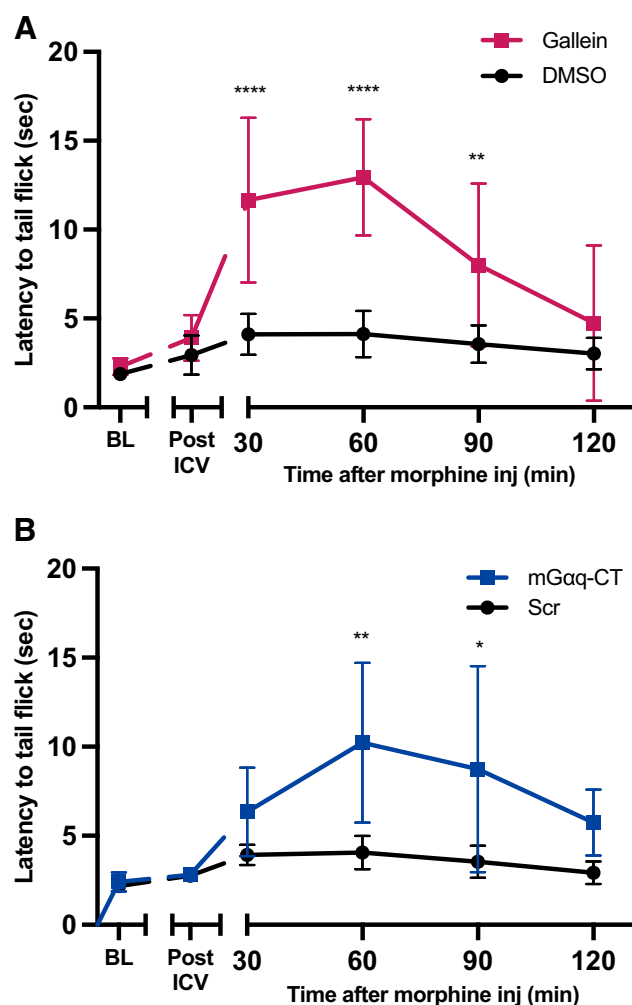 A
Gallein
DMSO
Latency to tail flick (sec)
20
15
10
5
0
****
****
**
BL
Post
ICV
30
60
90
120
Time after morphine inj (min)
B
mGαq-CT
Scr
Latency to tail flick (sec)
20
15
10
5
0
**
*
BL
Post
ICV
30
60
90
120
Time after morphine inj (min)